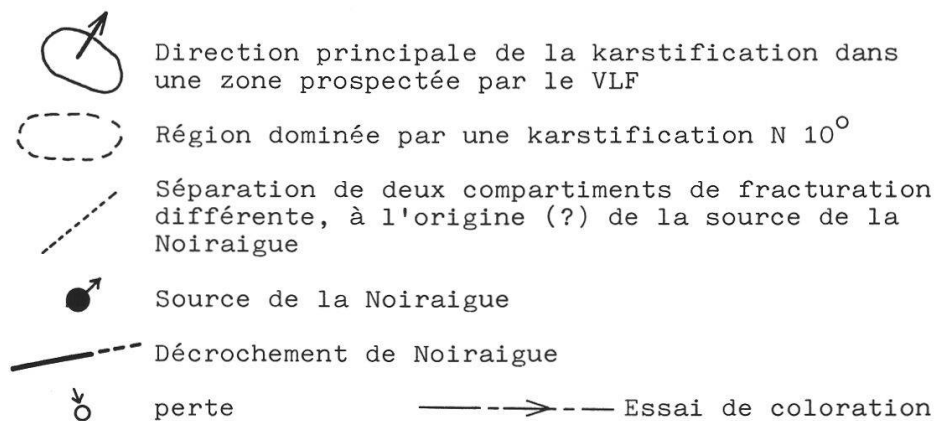 Direction principale de la karstification dans
une zone prospectée par le VLF
Région dominée par une karstification N 10°
Séparation de deux compartiments de fracturation
différente, à l'origine (?) de la source de la
Noiraigue
Source de la Noiraigue
Décrochement de Noiraigue
perte
Essai de coloration